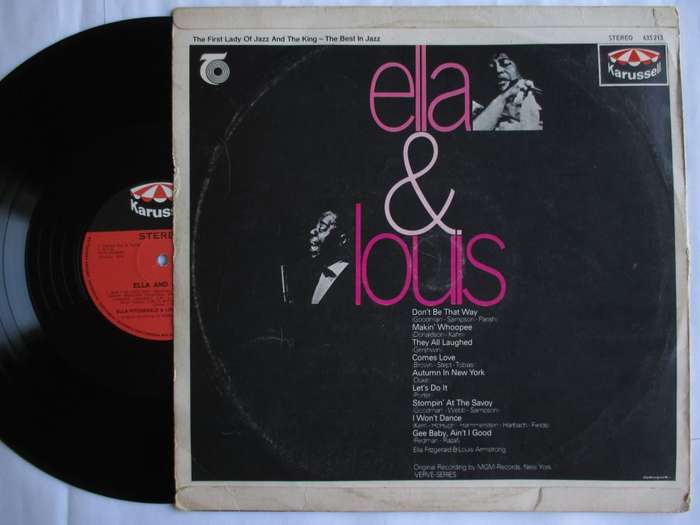 The First Lady Of Jazz And The King – The Best In Jazz
STEREO 635 213
Karussell
ella
&
louis
Don't Be That Way
(Goodman · Sampson · Parish)
Makin' Whoopee
(Donaldson · Kahn)
They All Laughed
(Gershwin)
Comes Love
(Brown · Stept · Tobias)
Autumn In New York
(Duke)
Let's Do It
(Porter)
Stompin' At The Savoy
(Goodman · Webb · Sampson)
I Won't Dance
(Kern · McHugh · Hammerstein · Harbach · Fields)
Gee Baby, Ain't I Good
(Redman · Razaf)
Ella Fitzgerald & Louis Armstrong
Original Recording by MGM-Records, New York
VERVE-SERIES
Karussell
STEREO
ELLA AND
ELLA FITZGERALD &